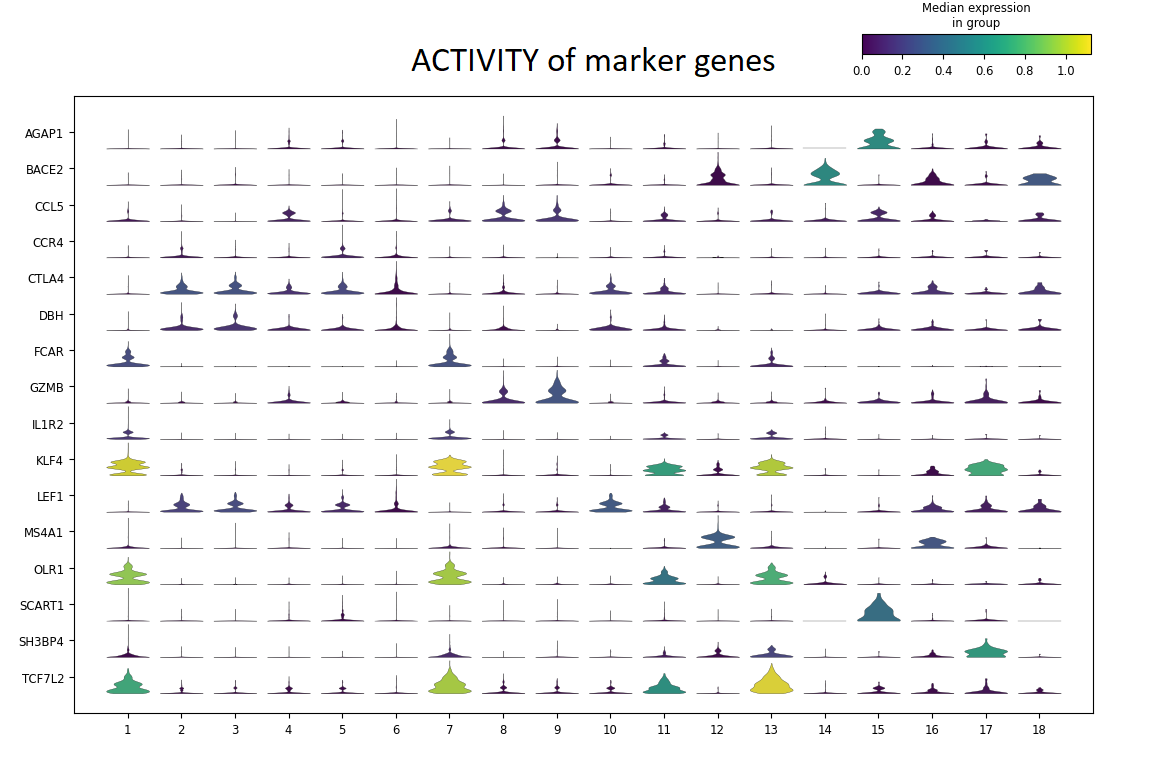 Median expression
in group
ACTIVITY of marker genes
0.0 0.2 0.4 0.6 0.8 1.0
AGAP1
BACE2
CCL5
CCR4
CTLA4
DBH
FCAR
GZMB
IL1R2
KLF4
LEF1
MS4A1
OLR1
SCART1
SH3BP4
TCF7L2
1 2 3 4 5 6 7 8 9 10 11 12 13 14 15 16 17 18